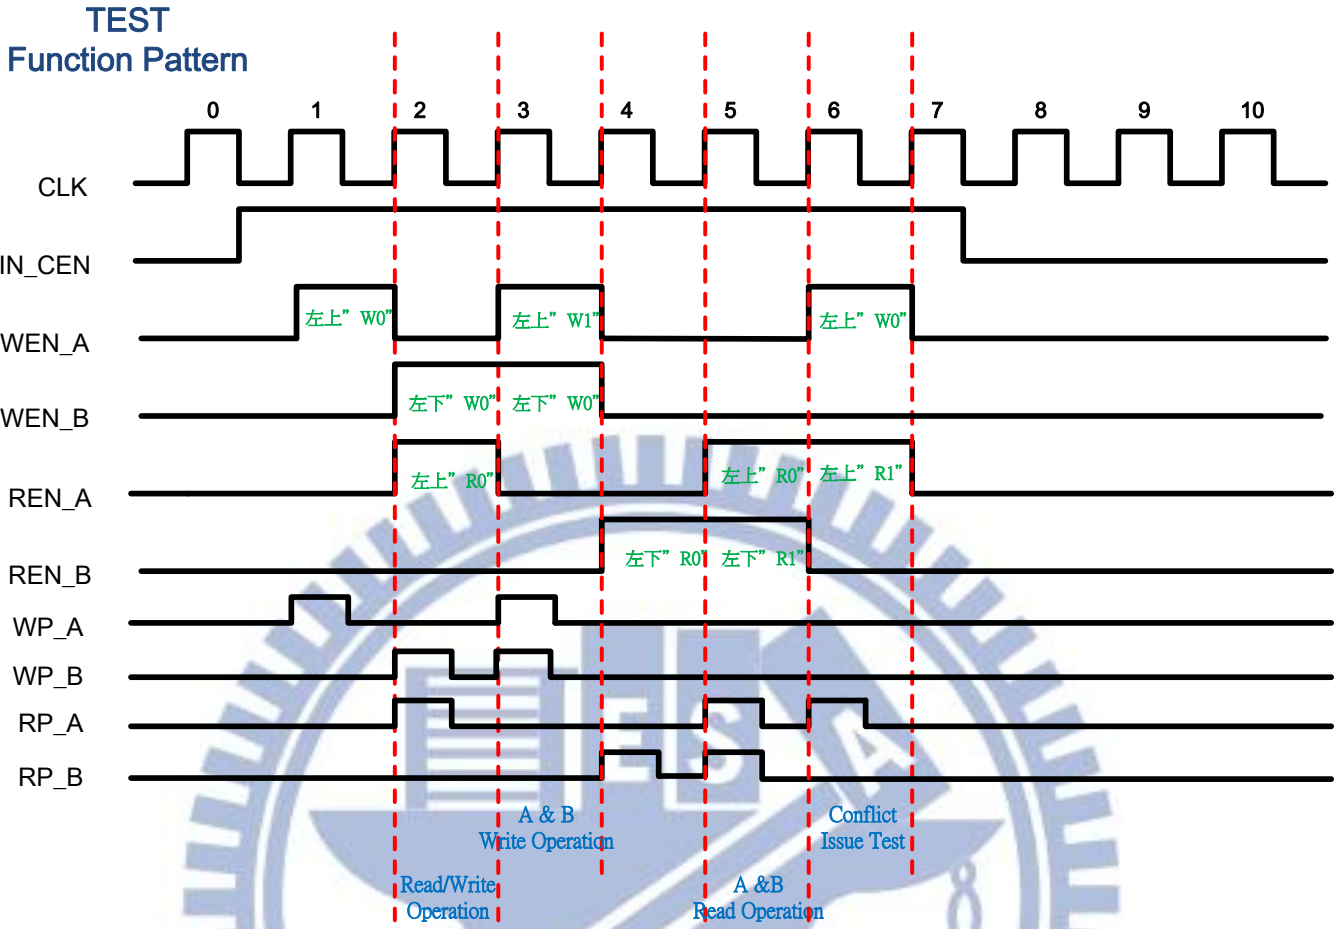 TEST
Function Pattern
0 1 2 3 4 5 6 7 8 9 10
CLK
IN_CEN
WEN_A
左上” W0” 左上” W1” 左上” W0”
WEN_B
左下” W0” 左下” W0”
REN_A
左上” R0” 左上” R0” 左上” R1”
REN_B
左下” R0” 左下” R1”
WP_A
WP_B
RP_A
RP_B
E S A
A & B
Write Operation
Conflict
Issue Test
Read/Write
Operation
A &B
Read Operation